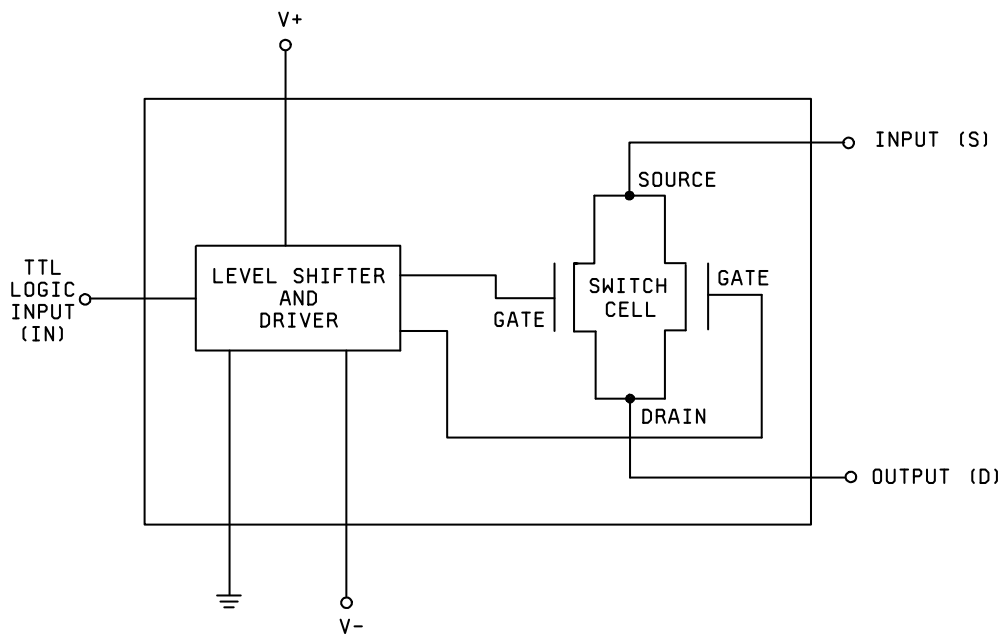 V+
INPUT (S)
SOURCE
TTL
LOGIC
INPUT
(IN)
LEVEL SHIFTER
AND
DRIVER
GATE
SWITCH
CELL
GATE
DRAIN
OUTPUT (D)
V-